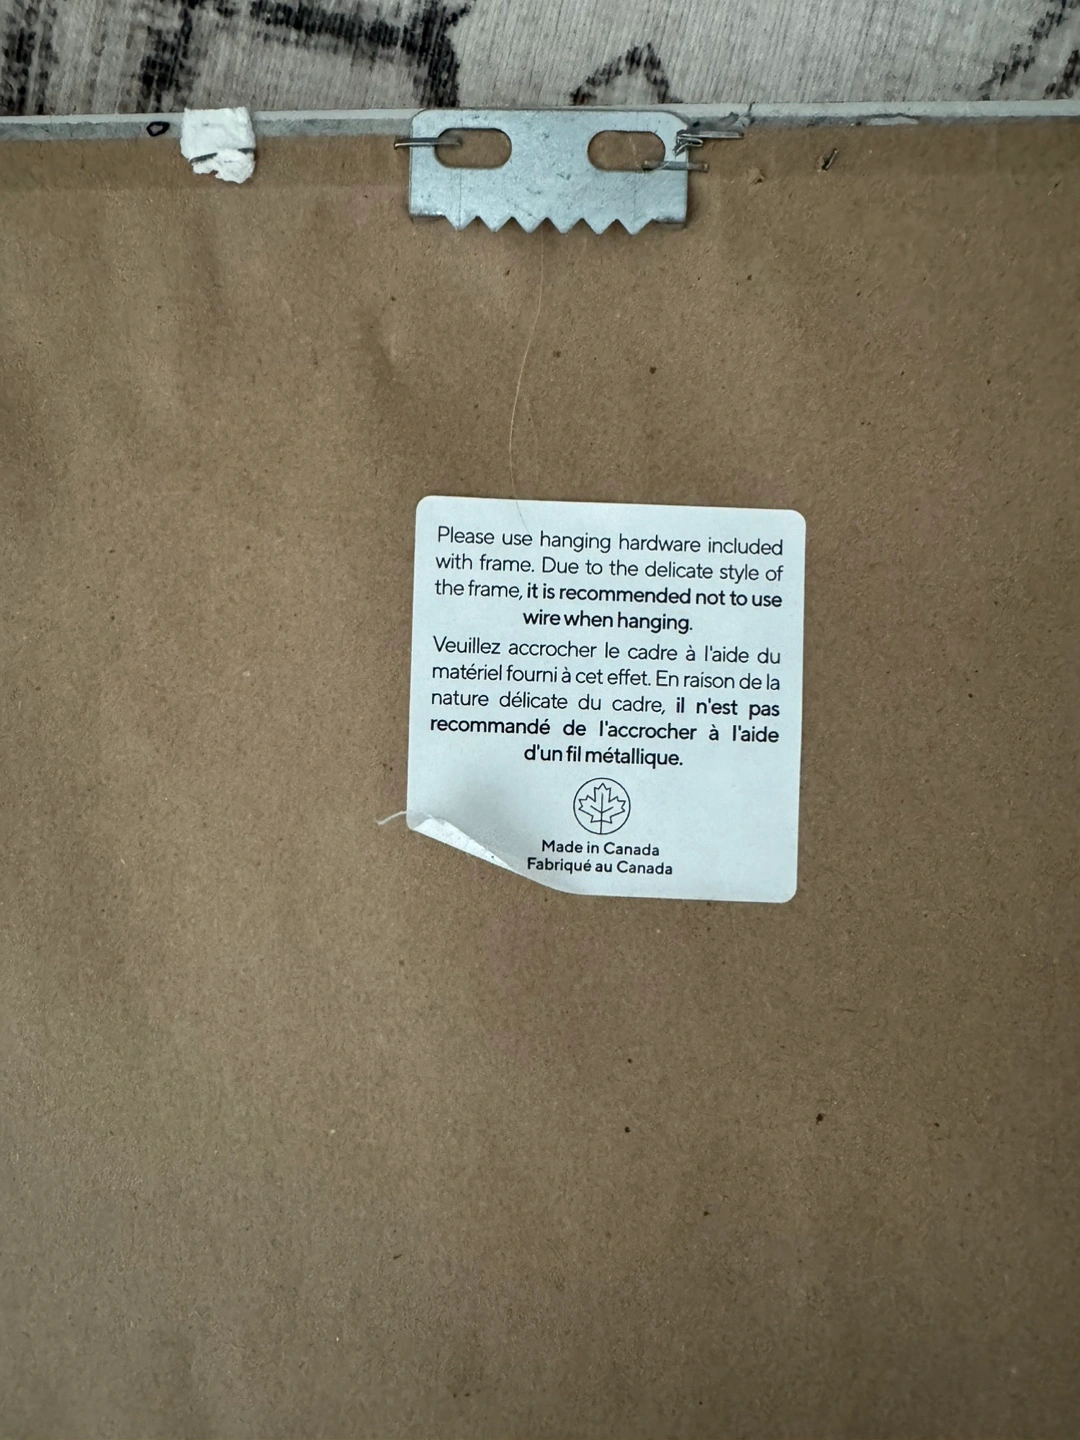 Please use hanging hardware included
with frame. Due to the delicate style of
the frame, it is recommended not to use
wire when hanging.
Veuillez accrocher le cadre à l'aide du
matériel fourni à cet effet. En raison de la
nature délicate du cadre, il n'est pas
recommandé de l'accrocher à l'aide
d'un fil métallique.
Made in Canada
Fabriqué au Canada